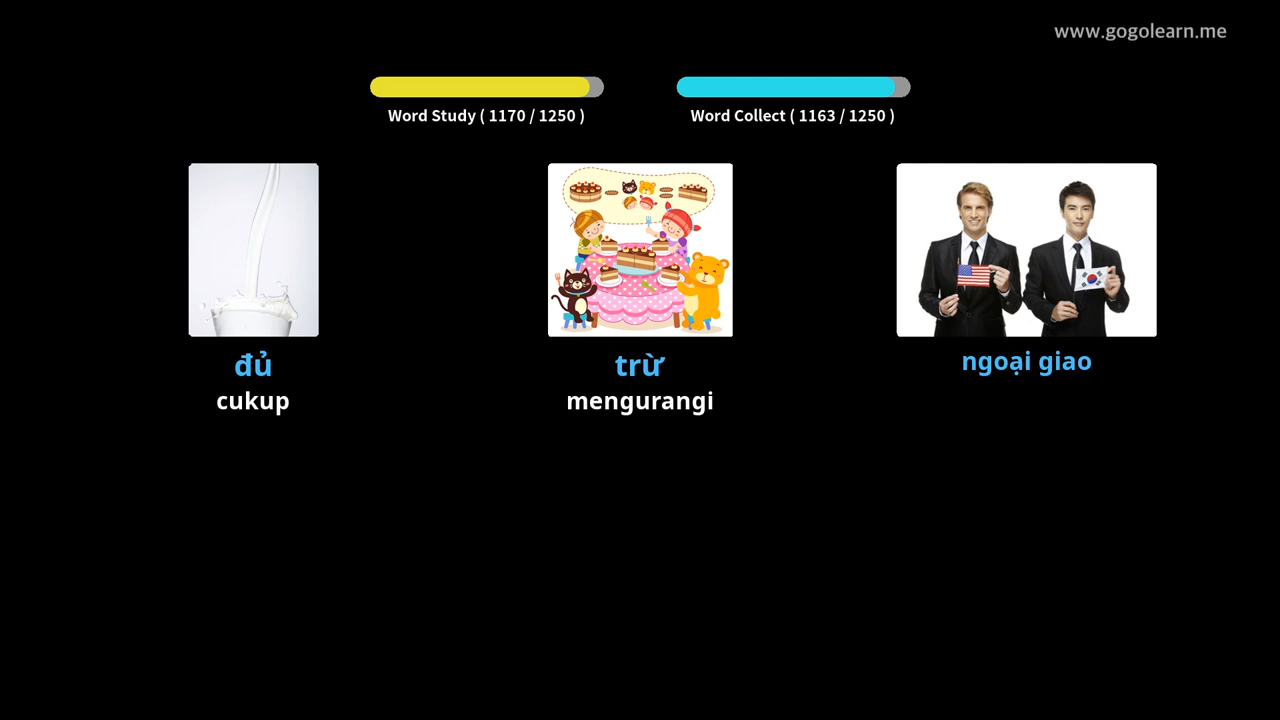 www.gogolearn.me
Word Study ( 1170 / 1250 )
Word Collect ( 1163 / 1250 )
đủ
cukup
trừ
mengurangi
ngoại giao